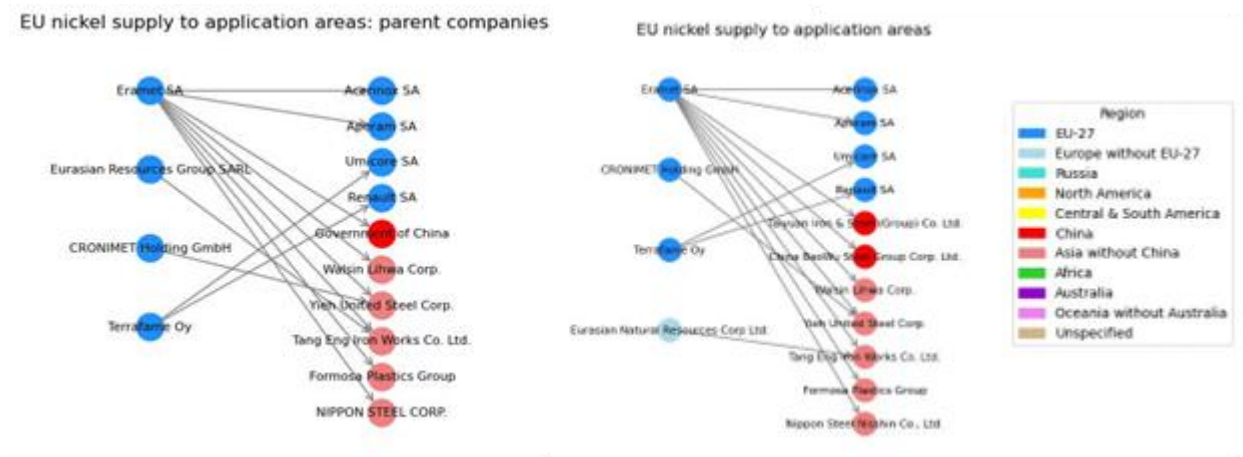 EU nickel supply to application areas: parent companies
Eramet SA
Acerinox SA
Aperam SA
Umicore SA
Eurasian Resources Group SARL
Renault SA
Government of China
CRONIMET Holding GmbH
Walsin Lihwa Corp.
Yieh United Steel Corp.
Terrafame Oy
Tang Eng Iron Works Co. Ltd.
Formosa Plastics Group
NIPPON STEEL CORP.
EU nickel supply to application areas
Eramet SA
Acerinox SA
Aperam SA
Umicore SA
CRONIMET Holding GmbH
Renault SA
Iron & Steel (Group) Co. Ltd.
Terrafame Oy
China BaoWu Steel Group Corp. Ltd.
Walsin Lihwa Corp.
Yieh United Steel Corp.
Eurasian Natural Resources Corp Ltd
Tang Eng Iron Works Co. Ltd.
Formosa Plastics Group
Nippon Steel Nisshin Co., Ltd
Region
EU-27
Europe without EU-27
Russia
North America
Central & South America
China
Asia without China
Africa
Australia
Oceania without Australia
Unspecified